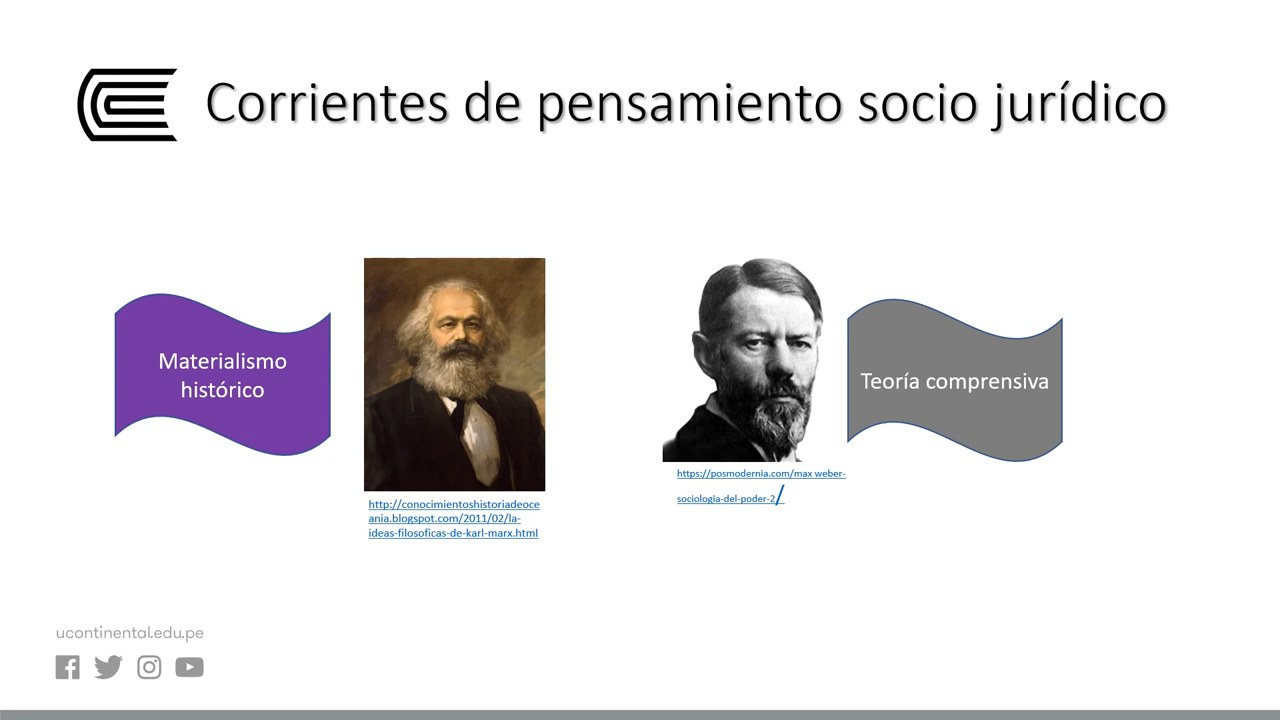 Corrientes de pensamiento socio jurídico
Materialismo
histórico
http://conocimientoshistoriadeoce
ania.blogspot.com/2011/02/la-
ideas-filosoficas-de-karl-marx.html
https://posmodernia.com/max weber-
sociologia-del-poder-2/
Teoría comprensiva
ucontinental.edu.pe